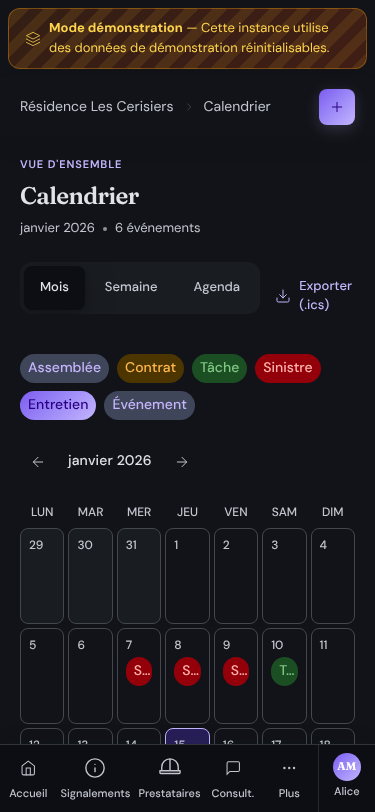 Mode démonstration — Cette instance utilise
des données de démonstration réinitialisables.
Résidence Les Cerisiers > Calendrier
+
VUE D'ENSEMBLE
Calendrier
janvier 2026 • 6 événements
Mois Semaine Agenda
Exporter
(.ics)
Assemblée Contrat Tâche Sinistre
Entretien Événement
← janvier 2026 →
LUN MAR MER JEU VEN SAM DIM
29 30 31 1 2 3 4
5 6 7 8 9 10 11
S... S... S... T...
12 13 14 15 16 17 18
AM
Accueil Signalements Prestataires Consult. Plus Alice